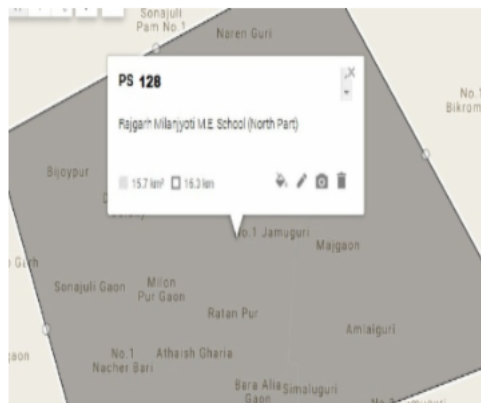 Sonajuli
Pam No.1
Naren Guri
PS 128
Rajgarh Milanjyoti M.E. School (North Part)
15.7 km² 16.3 km
No.1
Bikrom
Bijoypur
No.1 Jamuguri
Majgaon
Sonajuli Gaon
Milon
Pur Gaon
Ratan Pur
Amlaiguri
No.1
Nacher Bari
Athaish Gharia
Bara Alia
Gaon
Simaluguri